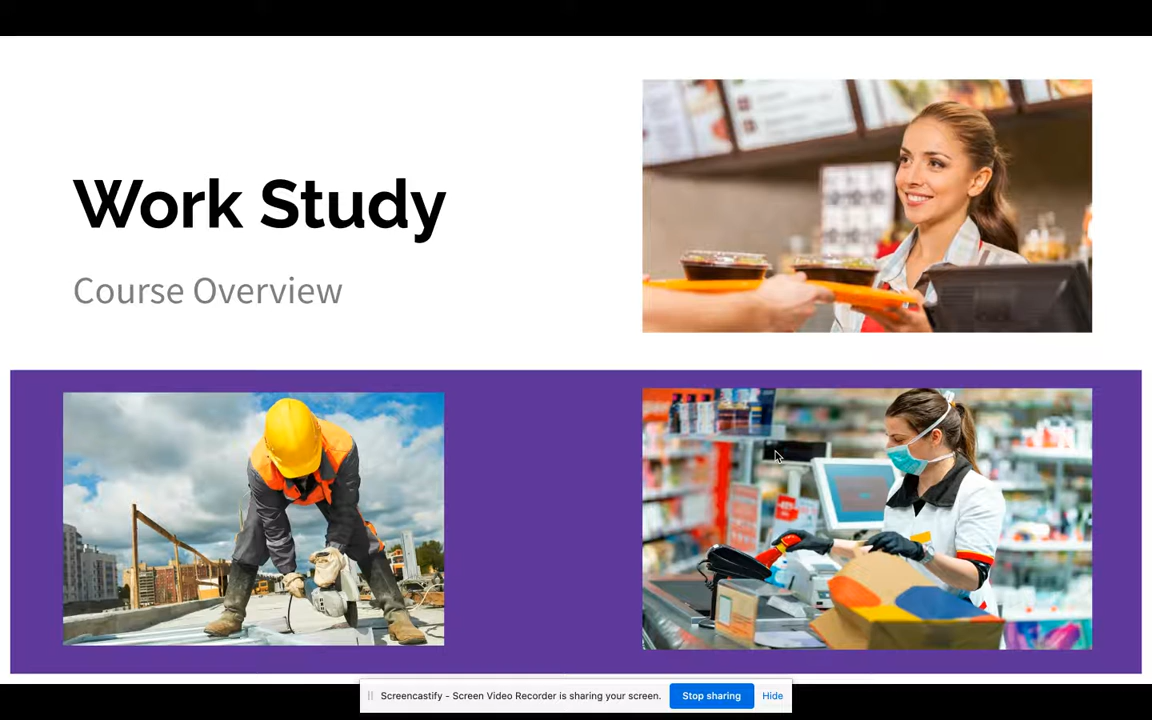 Work Study
Course Overview
Screencastify - Screen Video Recorder is sharing your screen.
Stop sharing
Hide